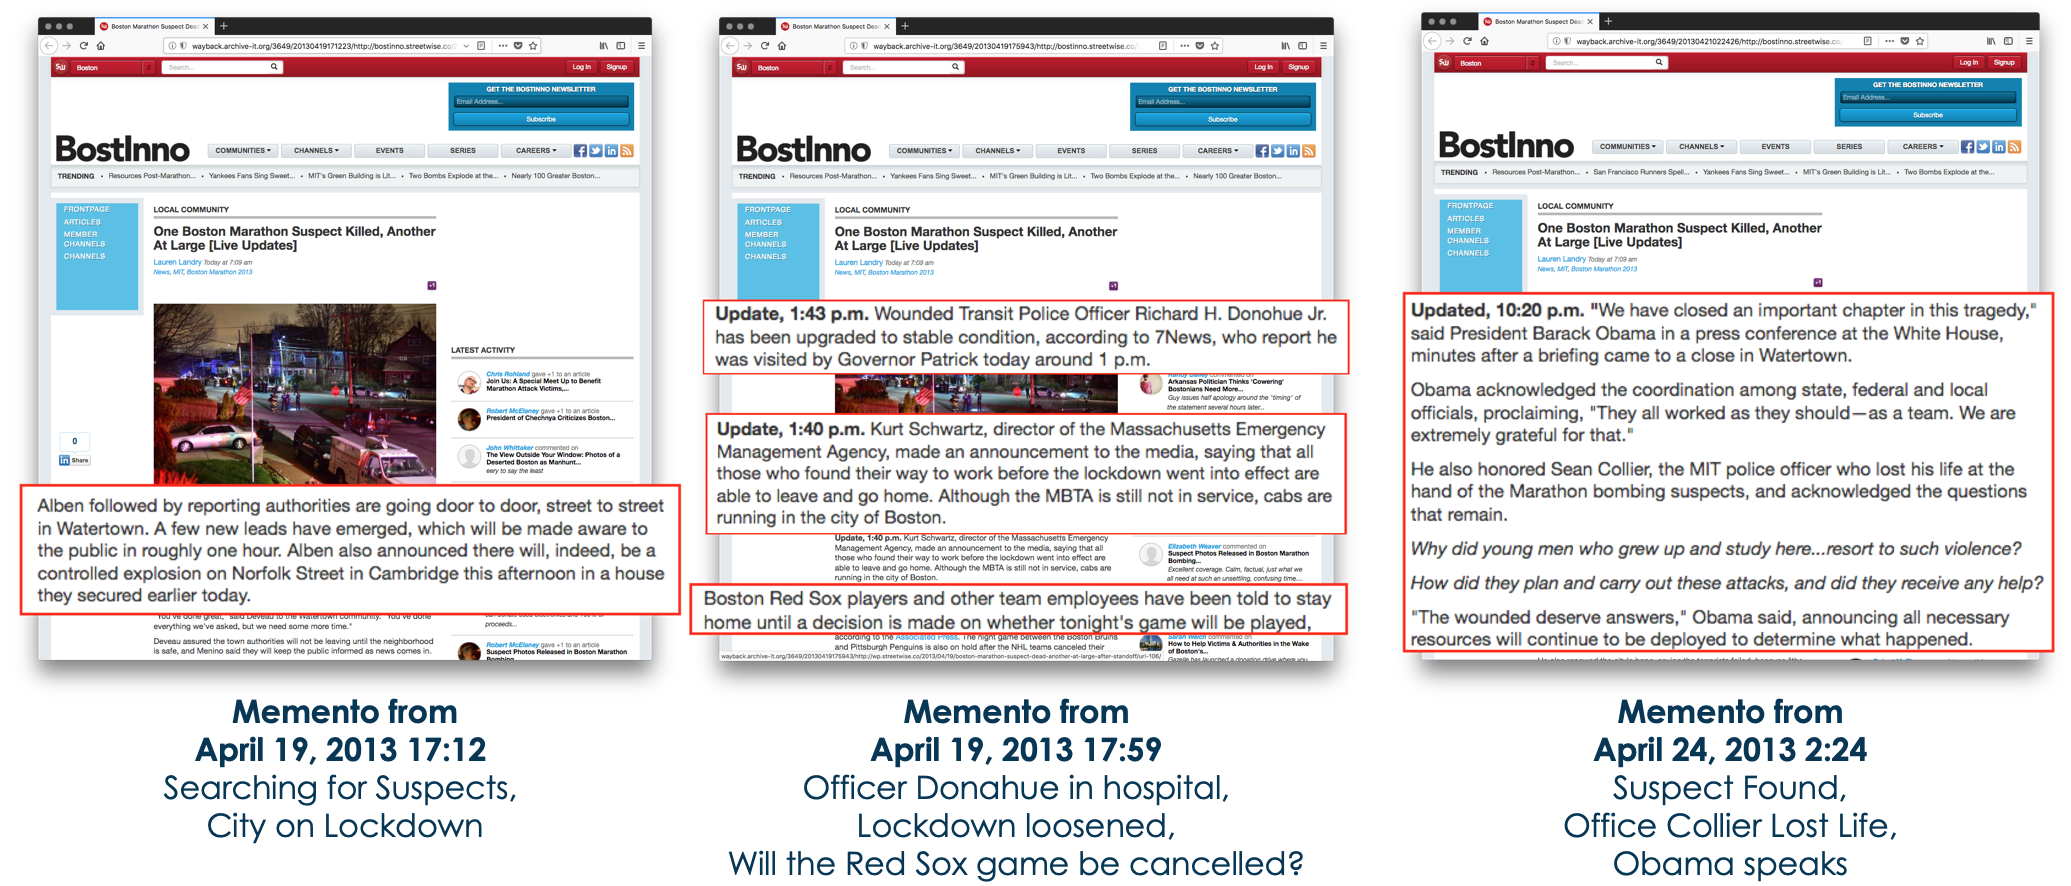 Boston Marathon Suspect Dead
wayback.archive-it.org/3649/20130419171223/http://bostinno.streetwise.co/
Sw Boston Search... Log In Signup
GET THE BOSTINNO NEWSLETTER
Email Address...
Subscribe
BostInno COMMUNITIES CHANNELS EVENTS SERIES CAREERS
TRENDING • Resources Post-Marathon... • Yankees Fans Sing Sweet... • MIT's Green Building is Lit... • Two Bombs Explode at the... • Nearly 100 Greater Boston...
FRONTPAGE
ARTICLES
MEMBER
CHANNELS
CHANNELS
LOCAL COMMUNITY
One Boston Marathon Suspect Killed, Another
At Large [Live Updates]
Lauren Landry Today at 7:09 am
News, MIT, Boston Marathon 2013
+1
LATEST ACTIVITY
Chris Rohland gave +1 to an article
Join Us: A Special Meet Up to Benefit
Marathon Attack Victims,...
Robert McElaney gave +1 to an article
President of Chechnya Criticizes Boston...
John Whittaker commented on
The View Outside Your Window: Photos of a
Deserted Boston as Manhunt...
eery to say the least
0
in Share
Alben followed by reporting authorities are going door to door, street to street
in Watertown. A few new leads have emerged, which will be made aware to
the public in roughly one hour. Alben also announced there will, indeed, be a
controlled explosion on Norfolk Street in Cambridge this afternoon in a house
they secured earlier today.
"You've done great," said Deveau to the Watertown community. "You've done
everything we've asked, but we need some more time."
Deveau assured the town authorities will not be leaving until the neighborhood
is safe, and Menino said they will keep the public informed as news comes in.
proceeds...
Robert McElaney gave +1 to an article
Suspect Photos Released in Boston Marathon
Bombing...
Memento from
April 19, 2013 17:12
Searching for Suspects,
City on Lockdown
Boston Marathon Suspect Dead
wayback.archive-it.org/3649/20130419175943/http://bostinno.streetwise.co/
Sw Boston Search... Log In Signup
GET THE BOSTINNO NEWSLETTER
Email Address...
Subscribe
BostInno COMMUNITIES CHANNELS EVENTS SERIES CAREERS
TRENDING • Resources Post-Marathon... • Yankees Fans Sing Sweet... • MIT's Green Building is Lit... • Two Bombs Explode at the... • Nearly 100 Greater Boston...
FRONTPAGE
ARTICLES
MEMBER
CHANNELS
CHANNELS
LOCAL COMMUNITY
One Boston Marathon Suspect Killed, Another
At Large [Live Updates]
Lauren Landry Today at 7:09 am
News, MIT, Boston Marathon 2013
+1
Update, 1:43 p.m. Wounded Transit Police Officer Richard H. Donohue Jr.
has been upgraded to stable condition, according to 7News, who report he
was visited by Governor Patrick today around 1 p.m.
Arkansas Politician Thinks 'Cowering'
Bostonians Need More...
Guy issues half apology around the "timing" of
the statement several hours later...
Update, 1:40 p.m. Kurt Schwartz, director of the Massachusetts Emergency
Management Agency, made an announcement to the media, saying that all
those who found their way to work before the lockdown went into effect are
able to leave and go home. Although the MBTA is still not in service, cabs are
running in the city of Boston.
Update, 1:40 p.m. Kurt Schwartz, director of the Massachusetts Emergency
Management Agency, made an announcement to the media, saying that all
those who found their way to work before the lockdown went into effect are
able to leave and go home. Although the MBTA is still not in service, cabs are
running in the city of Boston.
Elizabeth Weaver commented on
Suspect Photos Released in Boston Marathon
Bombing...
Excellent coverage. Calm, factual, just what we
all need at such an unsettling, confusing time....
Boston Red Sox players and other team employees have been told to stay
home until a decision is made on whether tonight's game will be played,
according to the Associated Press. The night game between the Boston Bruins
and Pittsburgh Penguins is also on hold after the NHL teams canceled their
Sarah Welch commented on
How to Help Victims & Authorities in the Wake
of Boston's...
Gazelle has launched a donation drive where you
wayback.archive-it.org/3649/20130419175943/http://wp.streetwise.co/2013/04/19/boston-marathon-suspect-dead-another-at-large-after-standoff/url-106/
Memento from
April 19, 2013 17:59
Officer Donahue in hospital,
Lockdown loosened,
Will the Red Sox game be cancelled?
Boston Marathon Suspect Dead
wayback.archive-it.org/3649/20130421022426/http://bostinno.streetwise.co/
Sw Boston Search... Log In Signup
GET THE BOSTINNO NEWSLETTER
Email Address...
Subscribe
BostInno COMMUNITIES CHANNELS EVENTS SERIES CAREERS
TRENDING • Resources Post-Marathon... • San Francisco Runners Spell... • Yankees Fans Sing Sweet... • MIT's Green Building is Lit... • Two Bombs Explode at the...
FRONTPAGE
ARTICLES
MEMBER
CHANNELS
CHANNELS
LOCAL COMMUNITY
One Boston Marathon Suspect Killed, Another
At Large [Live Updates]
Lauren Landry Today at 7:09 am
News, MIT, Boston Marathon 2013
+1
Updated, 10:20 p.m. "We have closed an important chapter in this tragedy,"
said President Barack Obama in a press conference at the White House,
minutes after a briefing came to a close in Watertown.
Obama acknowledged the coordination among state, federal and local
officials, proclaiming, "They all worked as they should—as a team. We are
extremely grateful for that."
He also honored Sean Collier, the MIT police officer who lost his life at the
hand of the Marathon bombing suspects, and acknowledged the questions
that remain.
Why did young men who grew up and study here...resort to such violence?
How did they plan and carry out these attacks, and did they receive any help?
"The wounded deserve answers," Obama said, announcing all necessary
resources will continue to be deployed to determine what happened.
Memento from
April 24, 2013 2:24
Suspect Found,
Office Collier Lost Life,
Obama speaks